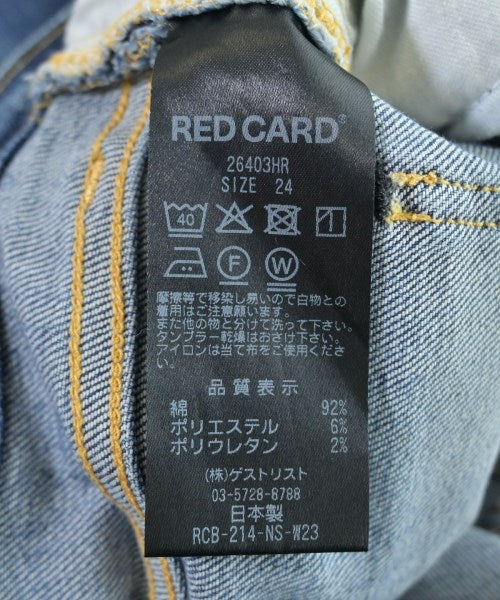 RED CARD®
26403HR
SIZE 24
40
F W
摩擦等で移染し易いので白物との
着用はご注意願います。
また他の物と分けて洗って下さい。
タンブラー乾燥はおさけ下さい。
アイロンは当て布をご使用くださ
い。
品質表示
綿 92%
ポリエステル 6%
ポリウレタン 2%
(株)ゲストリスト
03-5728-8788
日本製
RCB-214-NS-W23